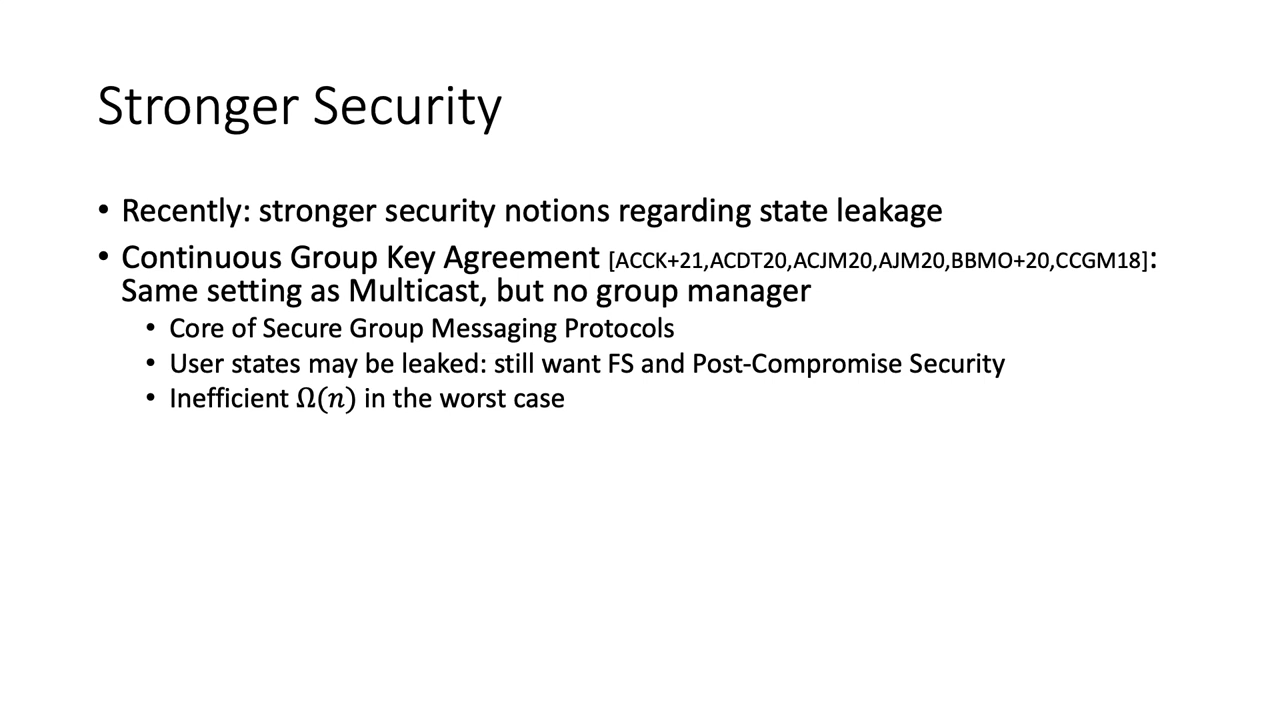 Stronger Security
• Recently: stronger security notions regarding state leakage
• Continuous Group Key Agreement [ACCK+21,ACDT20,ACJM20,AJM20,BBMO+20,CCGM18]:
Same setting as Multicast, but no group manager
• Core of Secure Group Messaging Protocols
• User states may be leaked: still want FS and Post-Compromise Security
• Inefficient Ω(𝑛) in the worst case